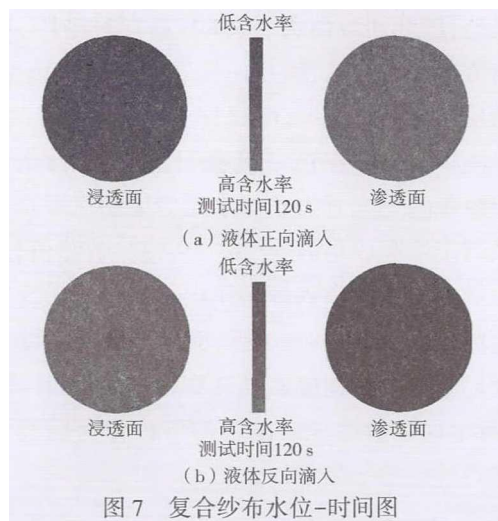 低含水率
高含水率
浸透面
测试时间120 s
渗透面
(a)液体正向滴入
低含水率
高含水率
浸透面
测试时间120 s
渗透面
(b)液体反向滴入
图7 复合纱布水位-时间图